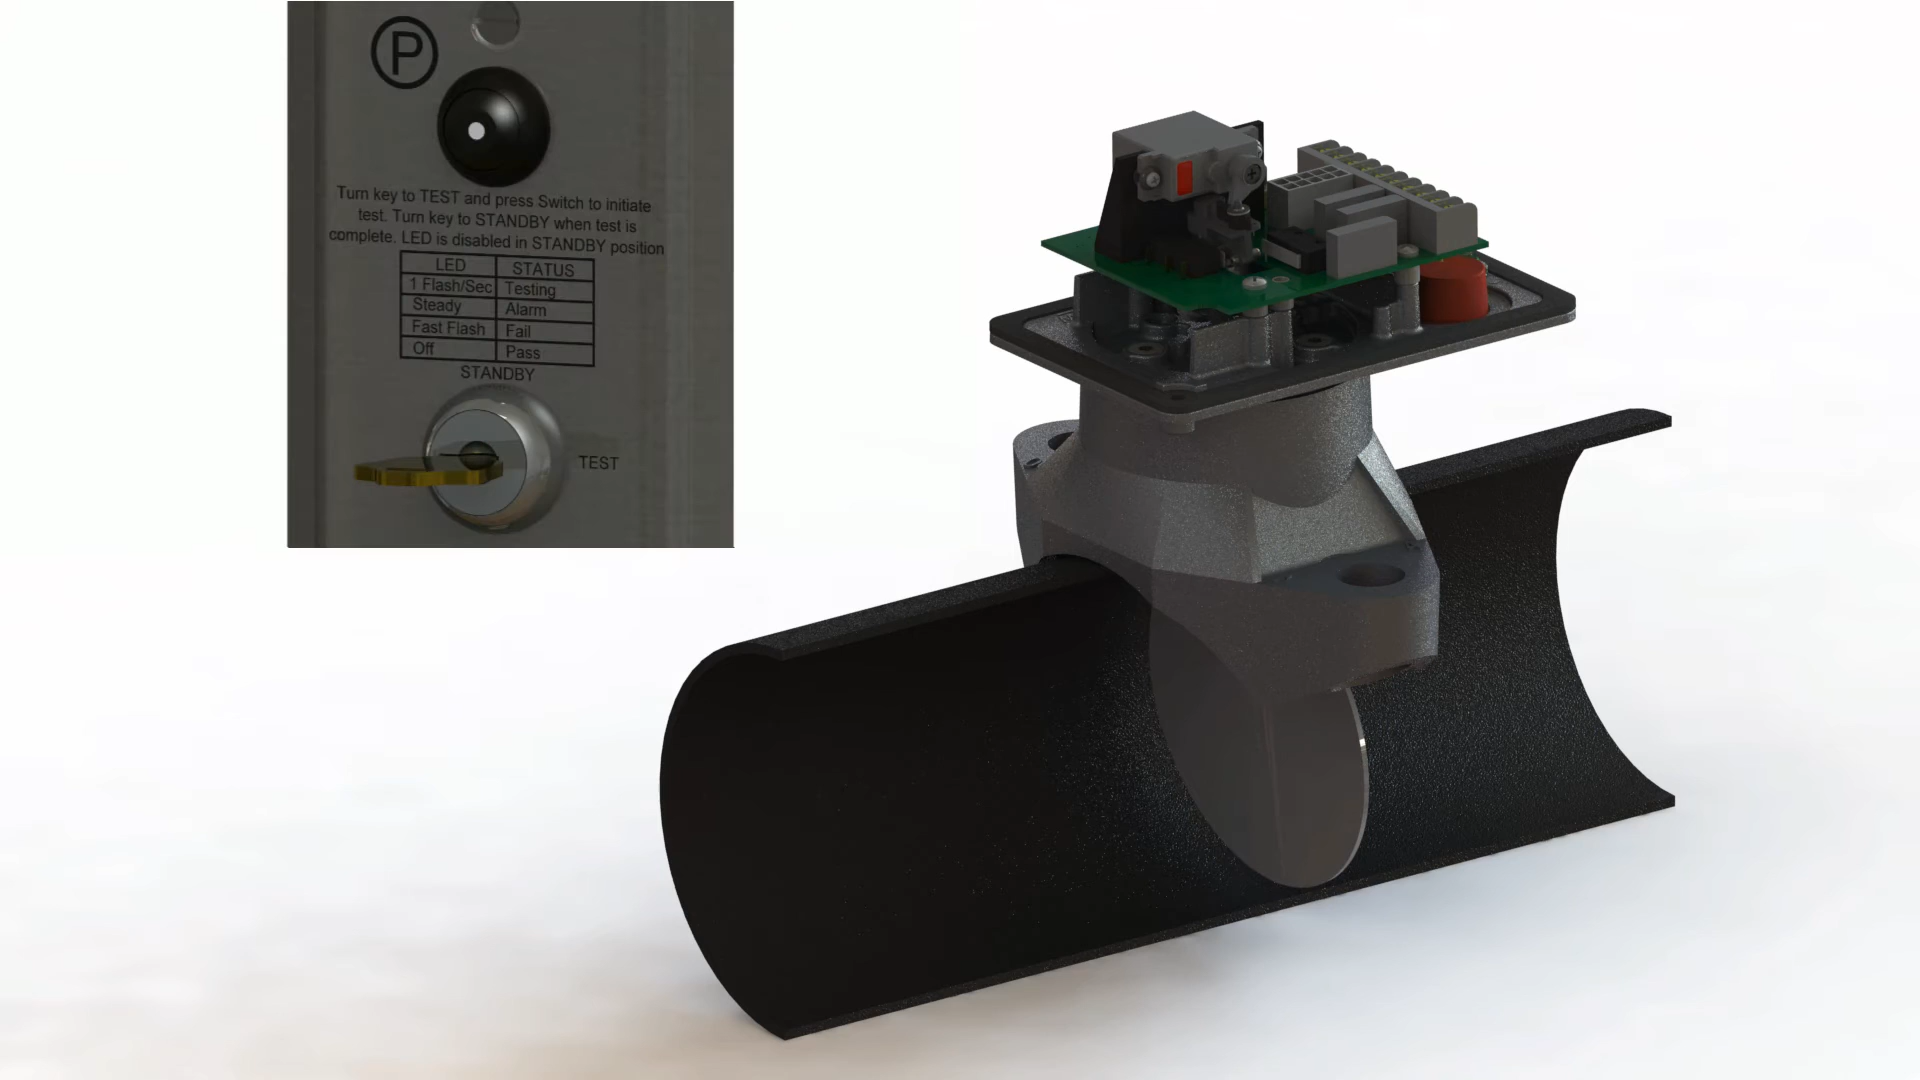 P
Turn key to TEST and press Switch to initiate
test. Turn key to STANDBY when test is
complete. LED is disabled in STANDBY position
LED STATUS
1 Flash/Sec Testing
Steady Alarm
Fast Flash Fail
Off Pass
STANDBY
TEST